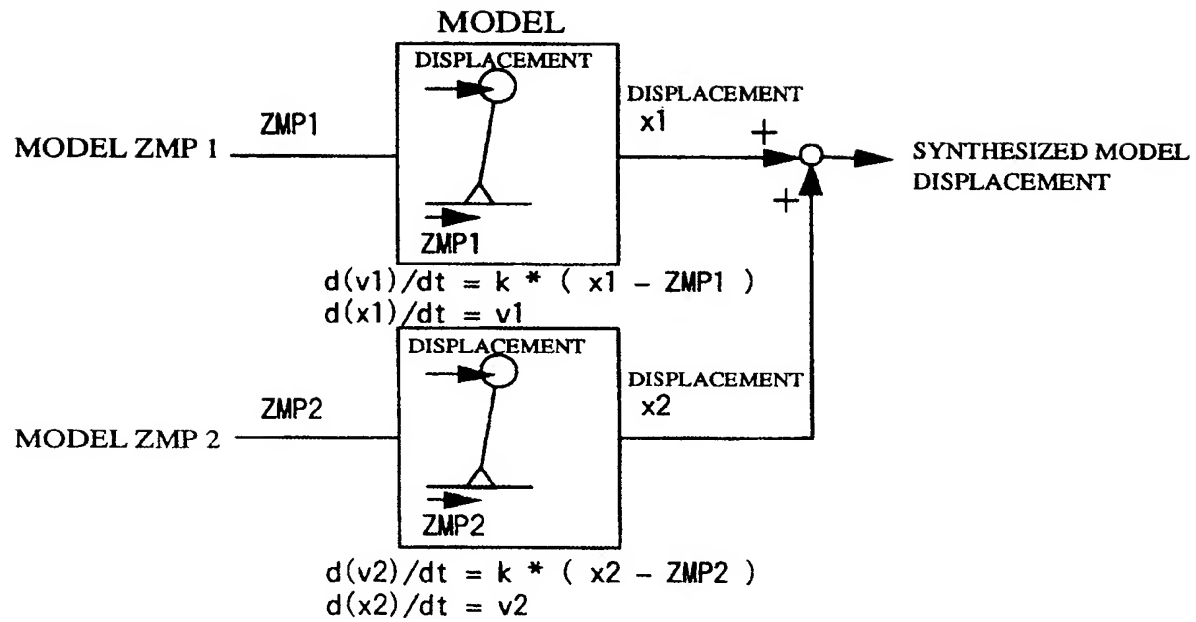 MODEL
DISPLACEMENT
DISPLACEMENT
x1
ZMP1
+
MODEL ZMP 1
SYNTHESIZED MODEL
DISPLACEMENT
+
ZMP1
d(v1)/dt = k * ( x1 - ZMP1 )
d(x1)/dt = v1
DISPLACEMENT
DISPLACEMENT
x2
ZMP2
MODEL ZMP 2
ZMP2
d(v2)/dt = k * ( x2 - ZMP2 )
d(x2)/dt = v2